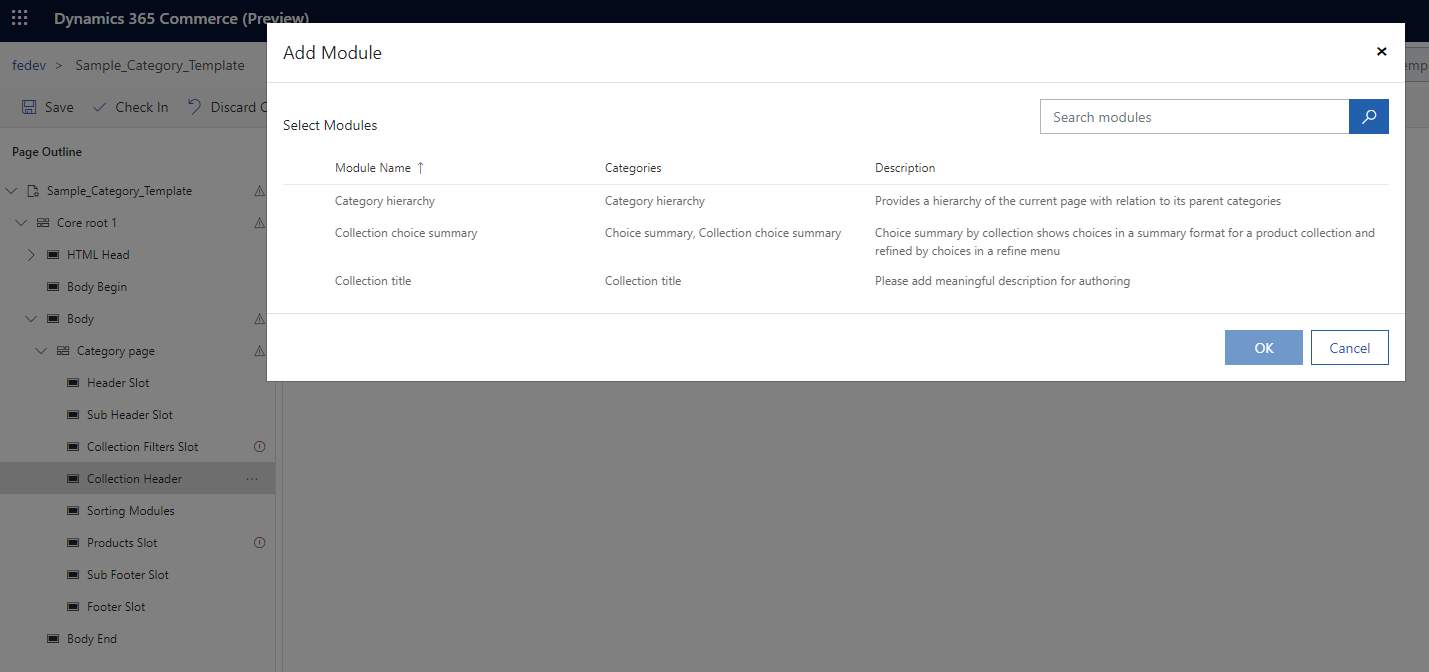 Dynamics 365 Commerce (Preview)
Add Module
fedev > Sample_Category_Template
Save Check In Discard C
Select Modules
Search modules
Page Outline
Module Name ↑ Categories Description
Sample_Category_Template
Category hierarchy Category hierarchy Provides a hierarchy of the current page with relation to its parent categories
Core root 1
Collection choice summary Choice summary, Collection choice summary Choice summary by collection shows choices in a summary format for a product collection and
refined by choices in a refine menu
HTML Head
Collection title Collection title Please add meaningful description for authoring
Body Begin
Body
OK Cancel
Category page
Header Slot
Sub Header Slot
Collection Filters Slot
Collection Header ...
Sorting Modules
Products Slot
Sub Footer Slot
Footer Slot
Body End